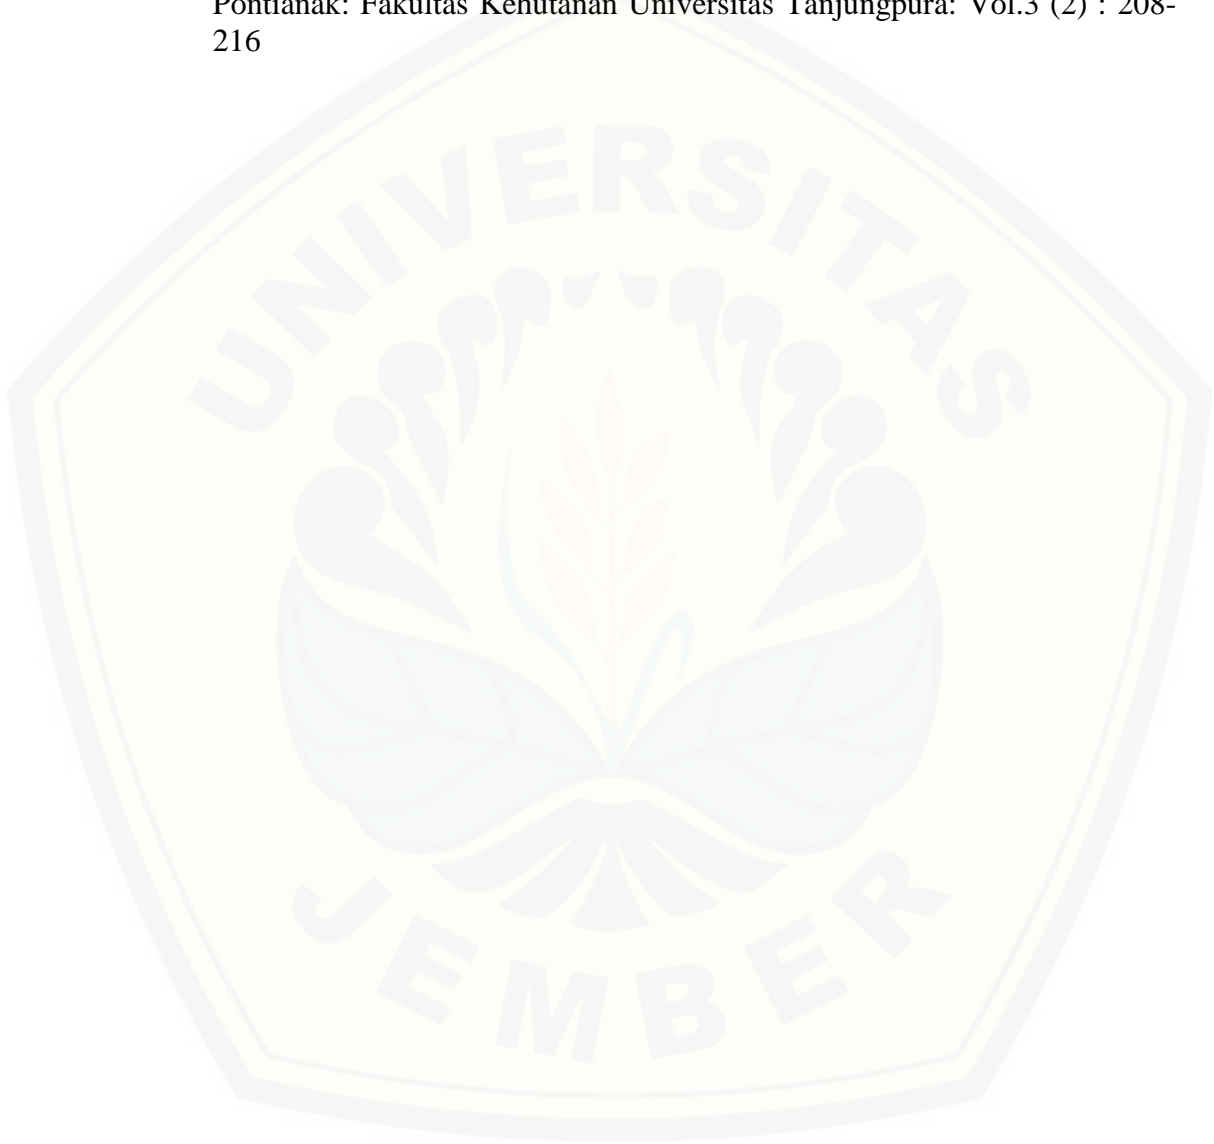 Pontianak: Fakultas Kehutanan Universitas Tanjungpura: Vol.3 (2) : 208-
216
UNIVERSITAS
JEMBER